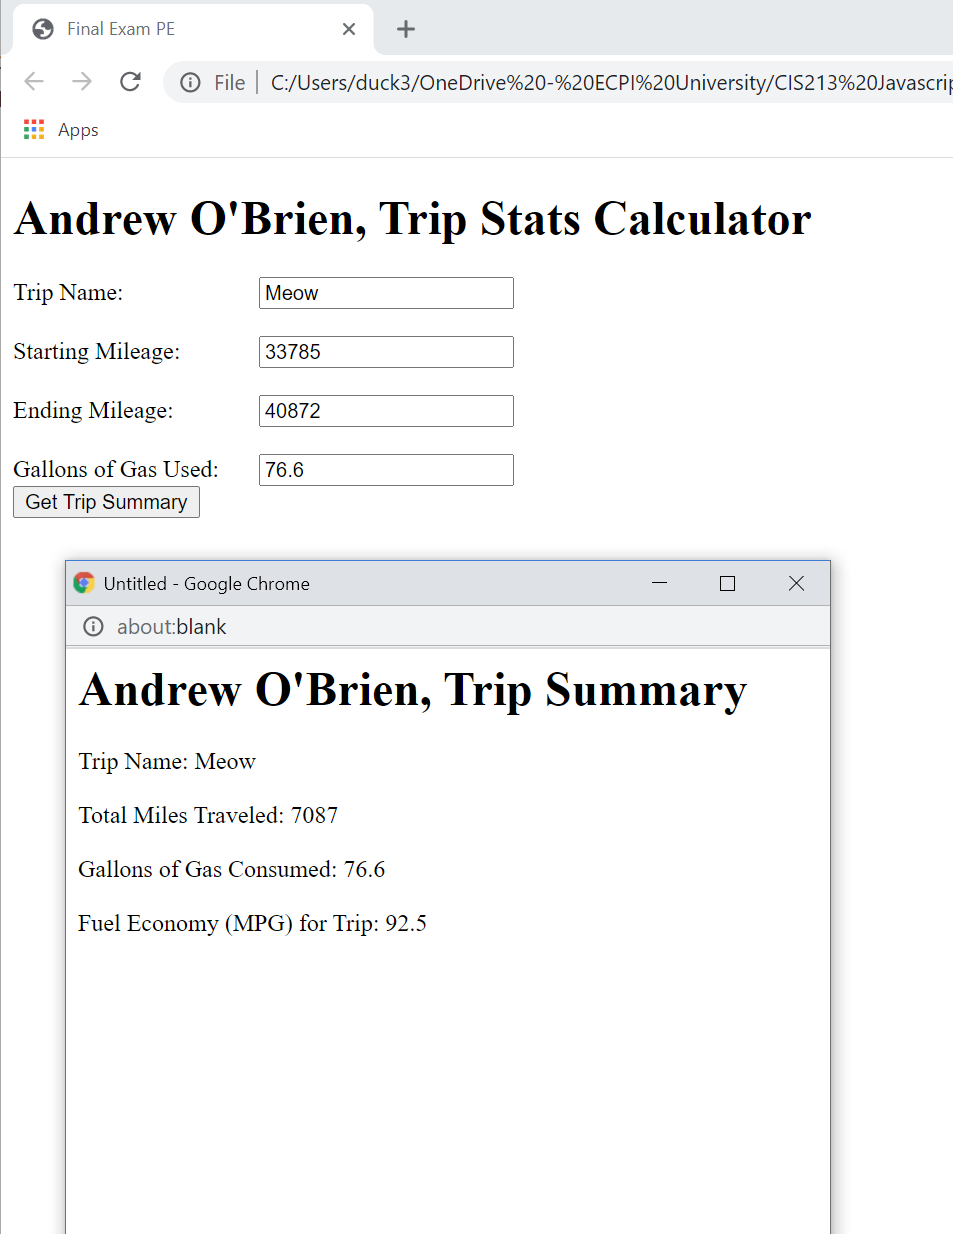 Final Exam PE
File | C:/Users/duck3/OneDrive%20-%20ECPI%20University/CIS213%20Javascrip
Apps
Andrew O'Brien, Trip Stats Calculator
Trip Name: Meow
Starting Mileage: 33785
Ending Mileage: 40872
Gallons of Gas Used: 76.6
Get Trip Summary
Untitled - Google Chrome
about:blank
Andrew O'Brien, Trip Summary
Trip Name: Meow
Total Miles Traveled: 7087
Gallons of Gas Consumed: 76.6
Fuel Economy (MPG) for Trip: 92.5